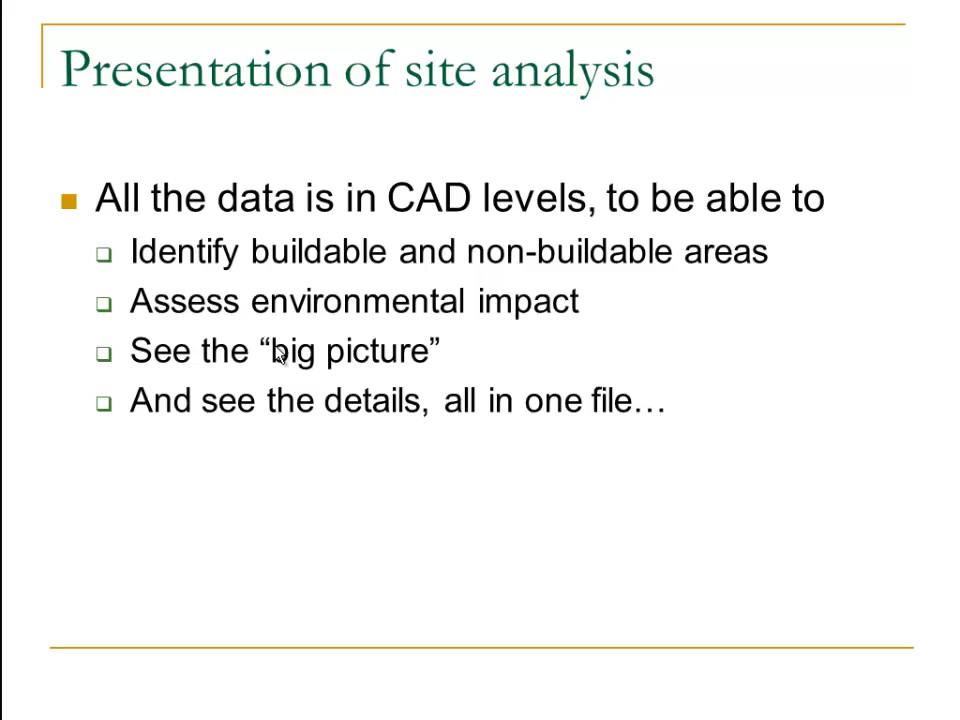 Presentation of site analysis
All the data is in CAD levels, to be able to
Identify buildable and non-buildable areas
Assess environmental impact
See the “big picture”
And see the details, all in one file…